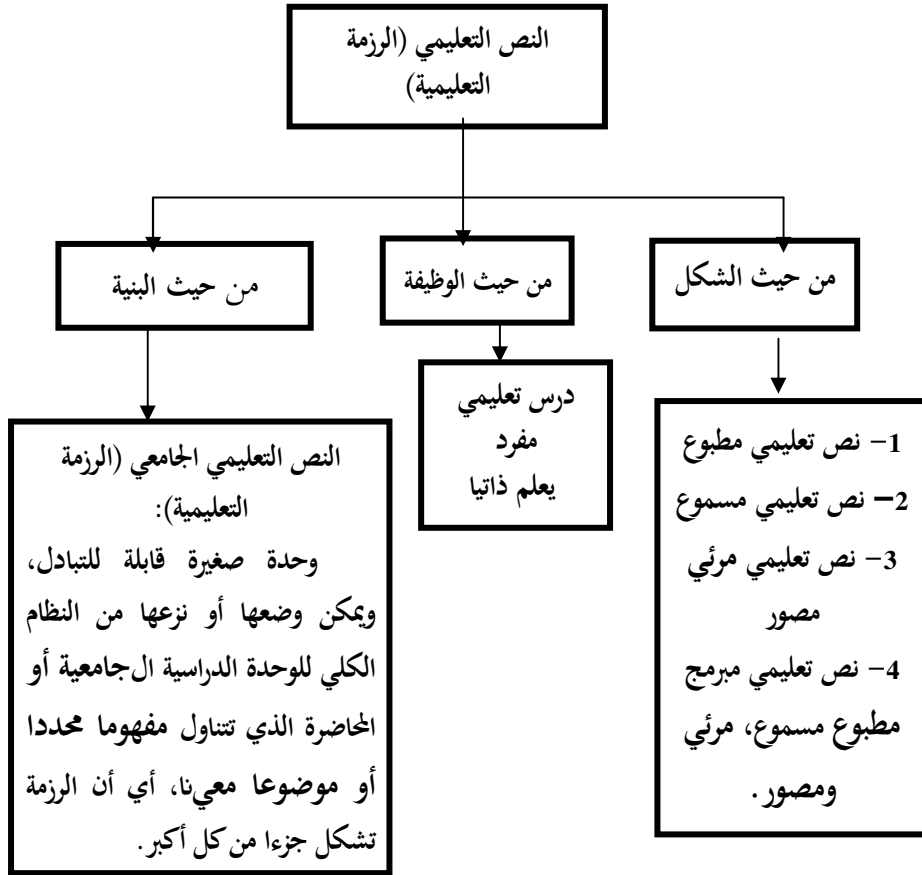 النص التعليمي (الرزمة
التعليمية)
من حيث الشكل
من حيث الوظيفة
من حيث البنية
1- نص تعليمي مطبوع
2- نص تعليمي مسموع
3- نص تعليمي مرئي
مصور
4- نص تعليمي مبرمج
مطبوع مسموع، مرئي
ومصور.
درس تعليمي
مفرد
يعلم ذاتيا
النص التعليمي الجامعي (الرزمة
التعليمية):
وحدة صغيرة قابلة للتبادل،
ويمكن وضعها أو نزعها من النظام
الكلي للوحدة الدراسية الجامعية أو
المحاضرة الذي تتناول مفهوما محددا
أو موضوعا معينا، أي أن الرزمة
تشكل جزءا من كل أكبر.